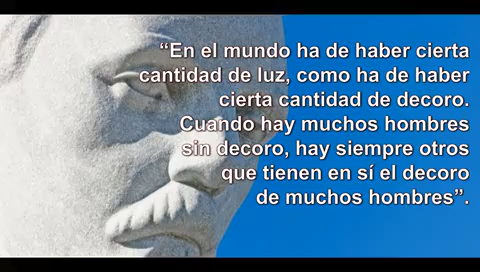 “En el mundo ha de haber cierta
cantidad de luz, como ha de haber
cierta cantidad de decoro.
Cuando hay muchos hombres
sin decoro, hay siempre otros
que tienen en sí el decoro
de muchos hombres”.